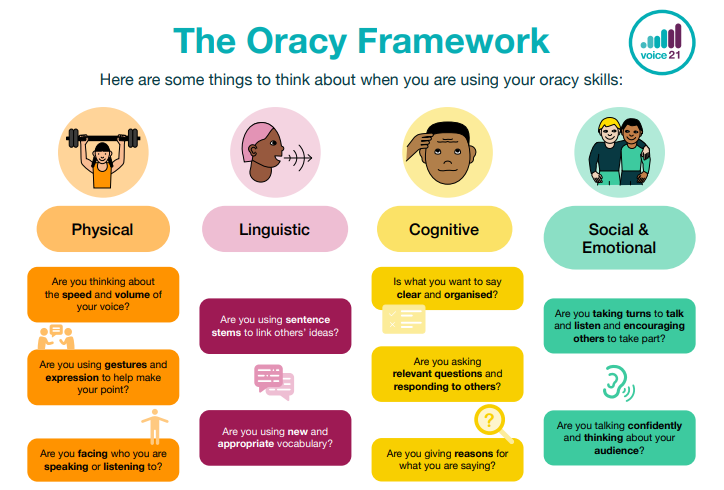 The Oracy Framework
voice 21
Here are some things to think about when you are using your oracy skills:
Physical
Are you thinking about
the speed and volume of
your voice?
Are you using gestures and
expression to help make
your point?
Are you facing who you are
speaking or listening to?
Linguistic
Are you using sentence
stems to link others' ideas?
Are you using new and
appropriate vocabulary?
Cognitive
Is what you want to say
clear and organised?
Are you asking
relevant questions and
responding to others?
?
Are you giving reasons for
what you are saying?
Social &
Emotional
Are you taking turns to talk
and listen and encouraging
others to take part?
Are you talking confidently
and thinking about your
audience?